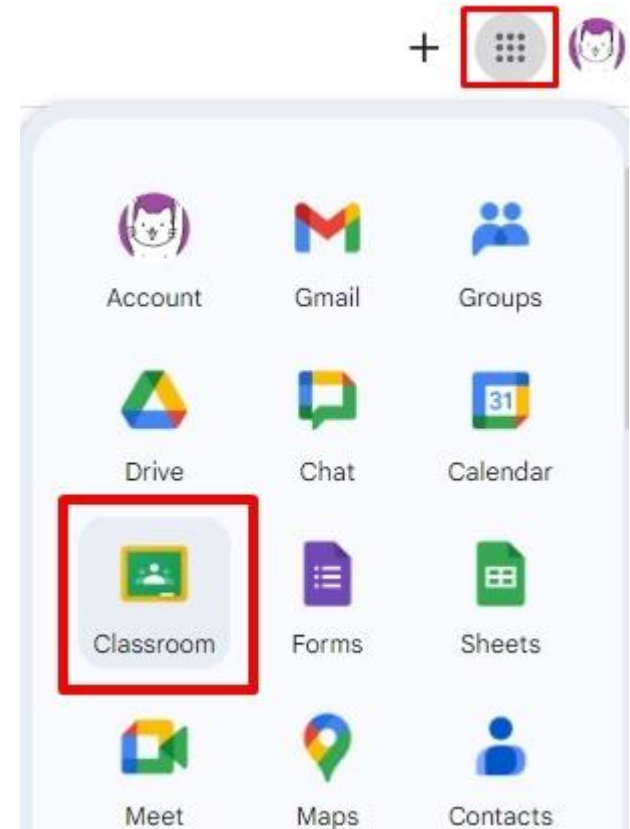 +
Account Gmail Groups
31
Drive Chat Calendar
Classroom Forms Sheets
Meet Maps Contacts